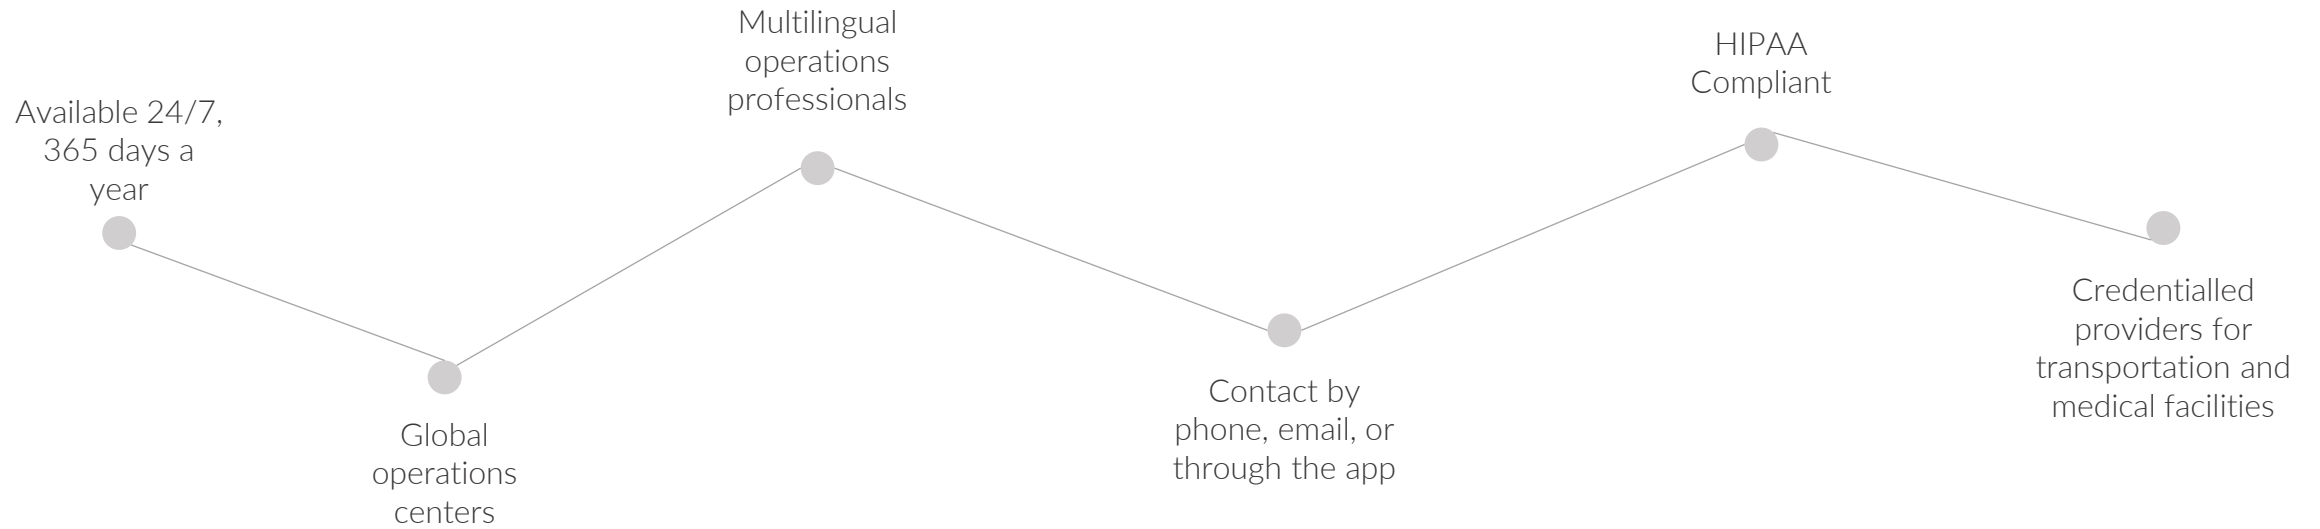 Available 24/7,
365 days a
year
Global
operations
centers
Multilingual
operations
professionals
Contact by
phone, email, or
through the app
HIPAA
Compliant
Credentialled
providers for
transportation and
medical facilities